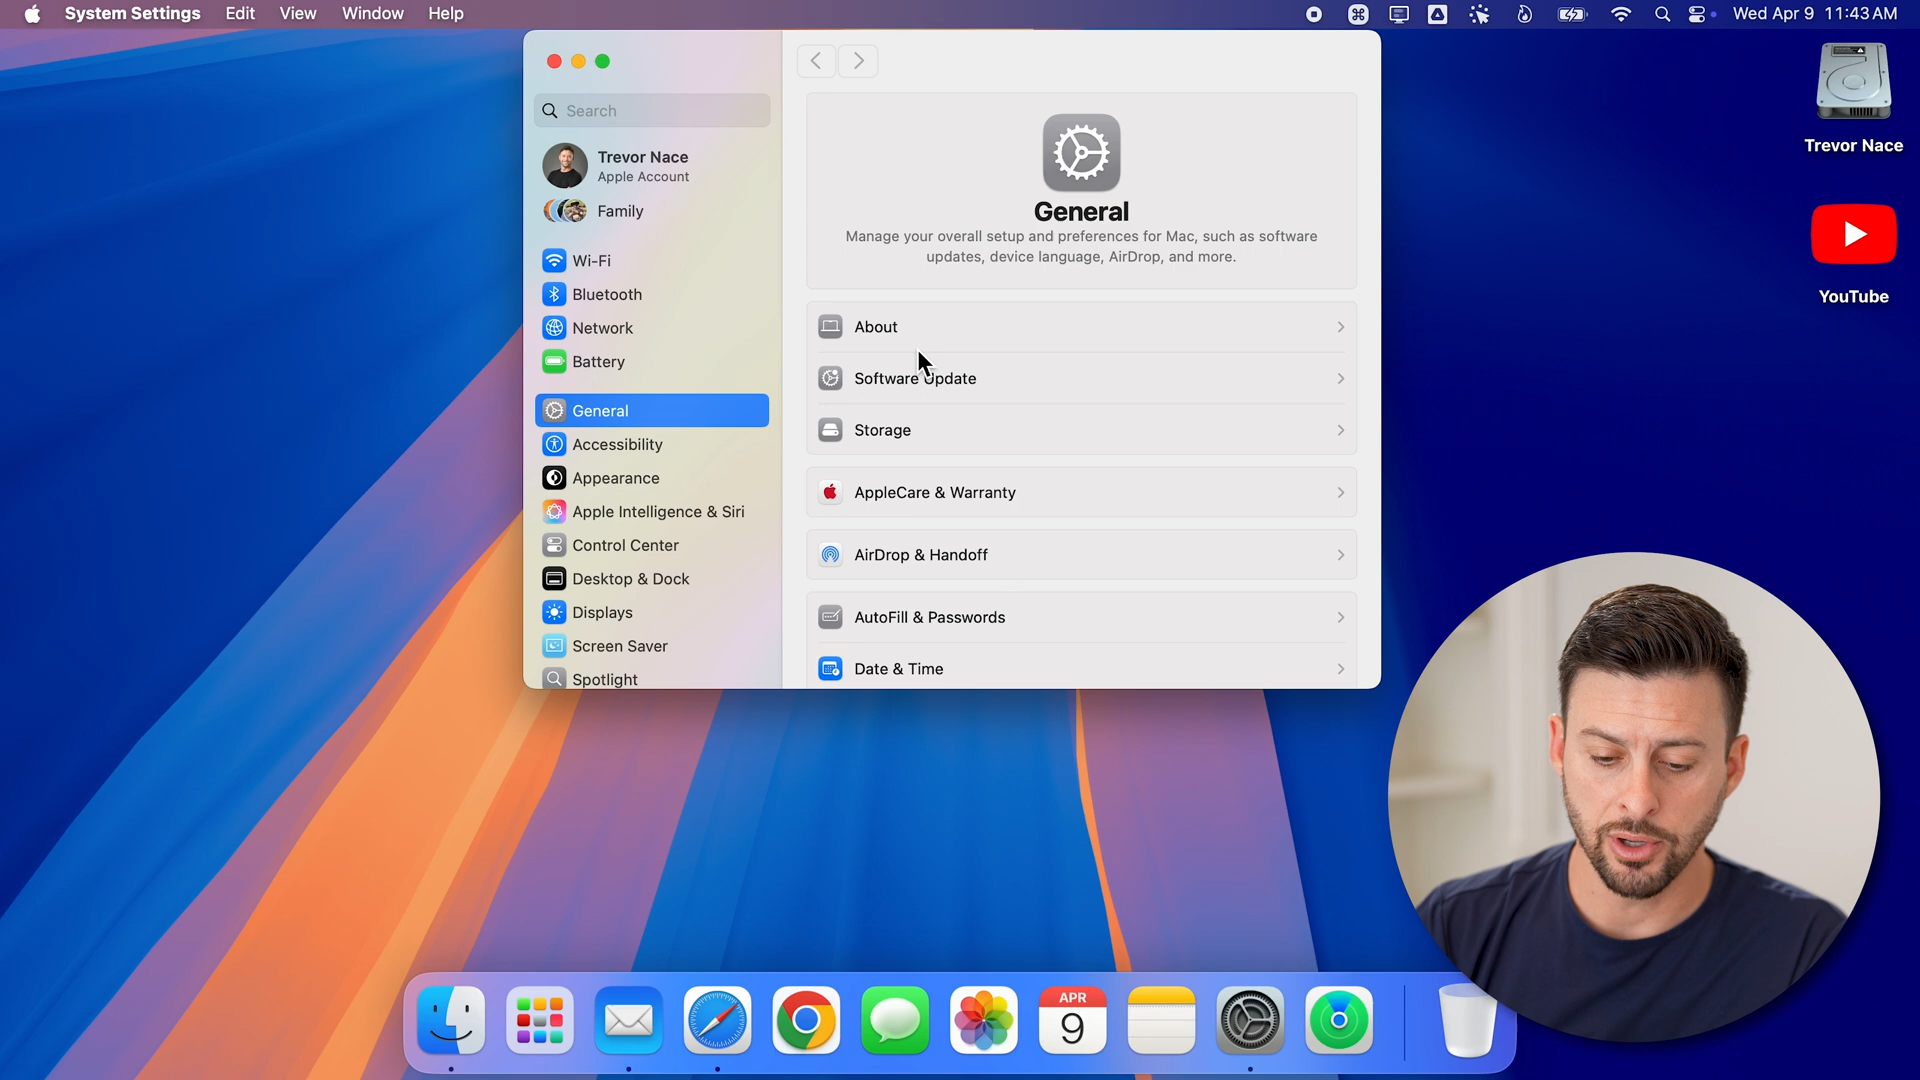 System Settings Edit View Window Help Wed Apr 9 11:43 AM
Search
Trevor Nace
Apple Account
Family
Wi-Fi
Bluetooth
Network
Battery
General
Accessibility
Appearance
Apple Intelligence & Siri
Control Center
Desktop & Dock
Displays
Screen Saver
Spotlight
General
Manage your overall setup and preferences for Mac, such as software
updates, device language, AirDrop, and more.
About
Software Update
Storage
AppleCare & Warranty
AirDrop & Handoff
AutoFill & Passwords
Date & Time
Trevor Nace
YouTube
APR
9